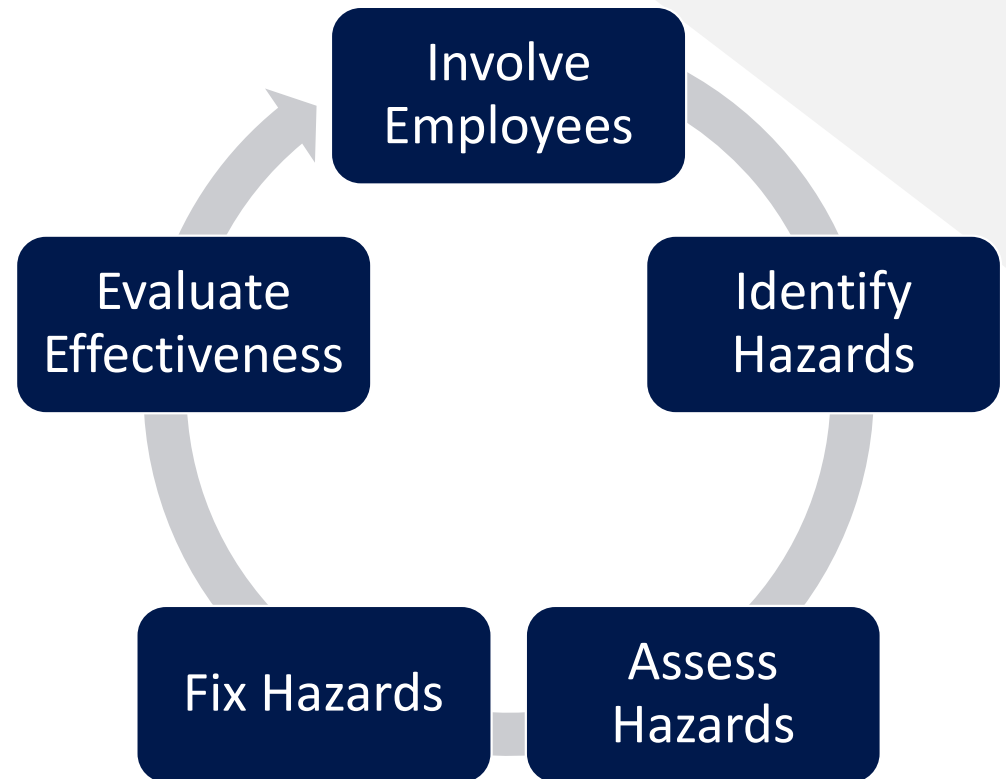 Involve
Employees
Identify
Hazards
Assess
Hazards
Fix Hazards
Evaluate
Effectiveness